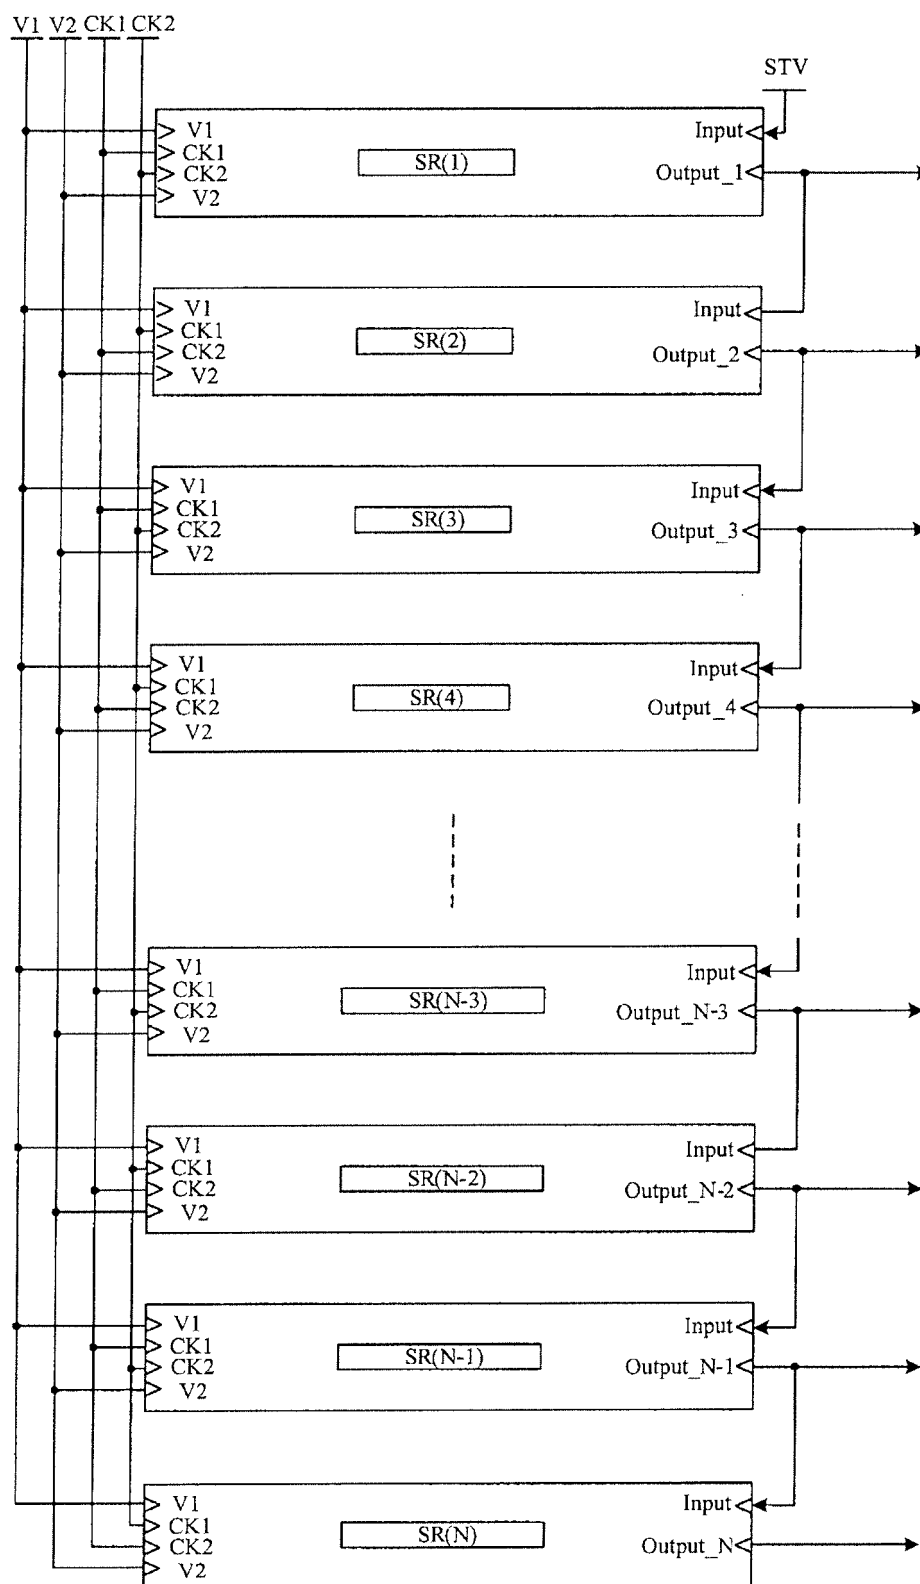 V1 V2 CK1 CK2
STV
V1
CK1
CK2
V2
SR(1)
Input
Output_1
V1
CK1
CK2
V2
SR(2)
Input
Output_2
V1
CK1
CK2
V2
SR(3)
Input
Output_3
V1
CK1
CK2
V2
SR(4)
Input
Output_4
V1
CK1
CK2
V2
SR(N-3)
Input
Output_N-3
V1
CK1
CK2
V2
SR(N-2)
Input
Output_N-2
V1
CK1
CK2
V2
SR(N-1)
Input
Output_N-1
V1
CK1
CK2
V2
SR(N)
Input
Output_N